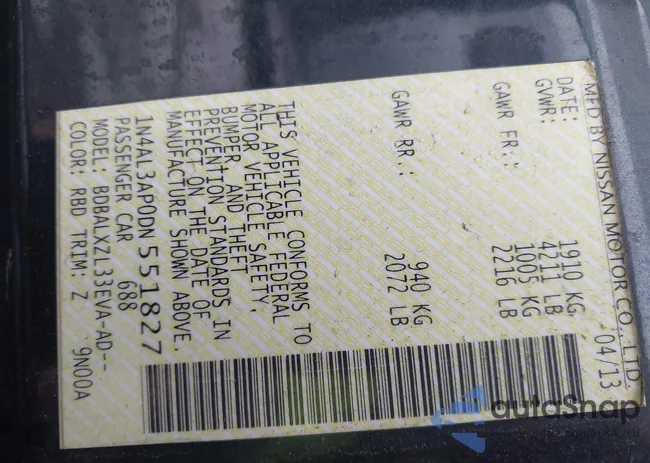 MFD BY NISSAN MOTOR CO., LTD.
DATE: 04/13
GVWR: 1910 KG
4211 LB
GAWR FR.: 1005 KG
2216 LB
GAWR RR.: 940 KG
2072 LB
THIS VEHICLE CONFORMS TO
ALL APPLICABLE FEDERAL
MOTOR VEHICLE SAFETY,
BUMPER AND THEFT
PREVENTION STANDARDS IN
EFFECT ON THE DATE OF
MANUFACTURE SHOWN ABOVE.
1N4AL3AP0DN551827
PASSENGER CAR 688
MODEL: BDBALXZL33EVA-AD--
COLOR: RBD TRIM: Z 9N00A
autoSnap